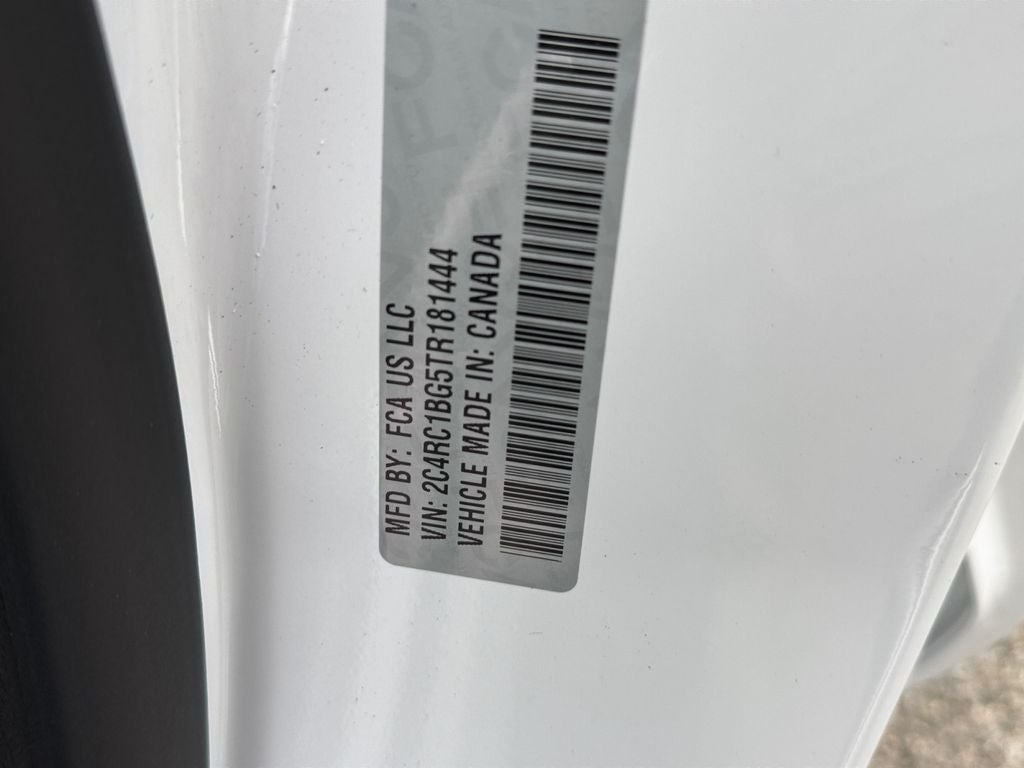 MFD BY: FCA US LLC
VIN: 2C4RC1BG5TR181444
VEHICLE MADE IN: CANADA